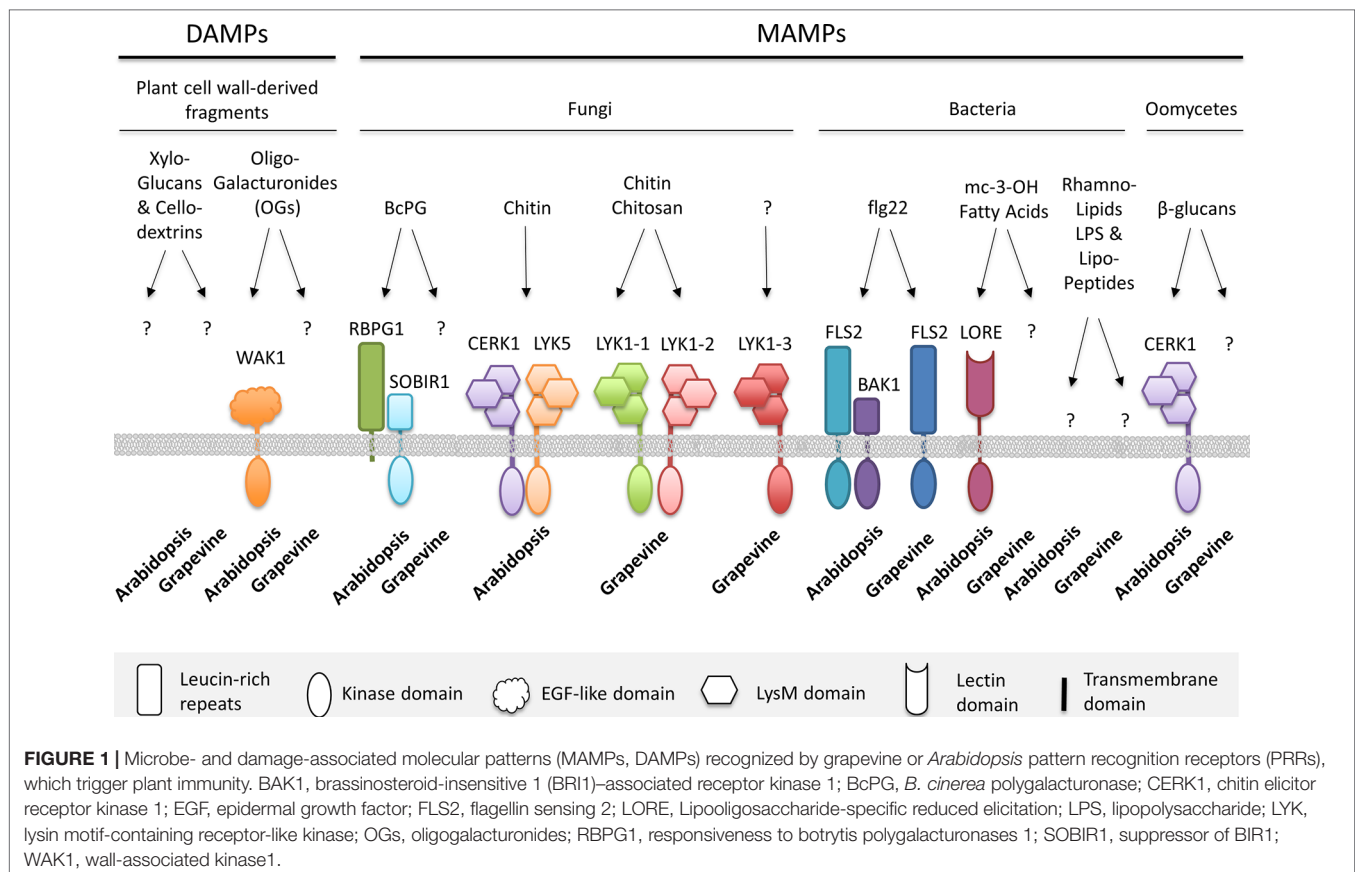 DAMPs
MAMPs
Plant cell wall-derived
fragments
Fungi
Bacteria
Oomycetes
Xylo-
Glucans
& Cello-
dextrins
Oligo-
Galacturonides
(OGs)
BcPG
Chitin
Chitin
Chitosan
?
flg22
mc-3-OH
Fatty Acids
Rhamno-
Lipids
LPS &
Lipo-
Peptides
β-glucans
?
?
WAK1
?
RBPG1
SOBIR1
?
CERK1
LYK5
LYK1-1
LYK1-2
LYK1-3
FLS2
BAK1
FLS2
LORE
?
?
?
CERK1
?
Arabidopsis
Grapevine
Arabidopsis
Grapevine
Arabidopsis
Grapevine
Arabidopsis
Grapevine
Grapevine
Arabidopsis
Grapevine
Arabidopsis
Grapevine
Arabidopsis
Grapevine
Arabidopsis
Grapevine
Leucin-rich
repeats
Kinase domain
EGF-like domain
LysM domain
Lectin
domain
Transmembrane
domain
FIGURE 1 | Microbe- and damage-associated molecular patterns (MAMPs, DAMPs) recognized by grapevine or Arabidopsis pattern recognition receptors (PRRs),
which trigger plant immunity. BAK1, brassinosteroid-insensitive 1 (BRI1)–associated receptor kinase 1; BcPG, B. cinerea polygalacturonase; CERK1, chitin elicitor
receptor kinase 1; EGF, epidermal growth factor; FLS2, flagellin sensing 2; LORE, Lipooligosaccharide-specific reduced elicitation; LPS, lipopolysaccharide; LYK,
lysin motif-containing receptor-like kinase; OGs, oligogalacturonides; RBPG1, responsiveness to botrytis polygalacturonases 1; SOBIR1, suppressor of BIR1;
WAK1, wall-associated kinase1.